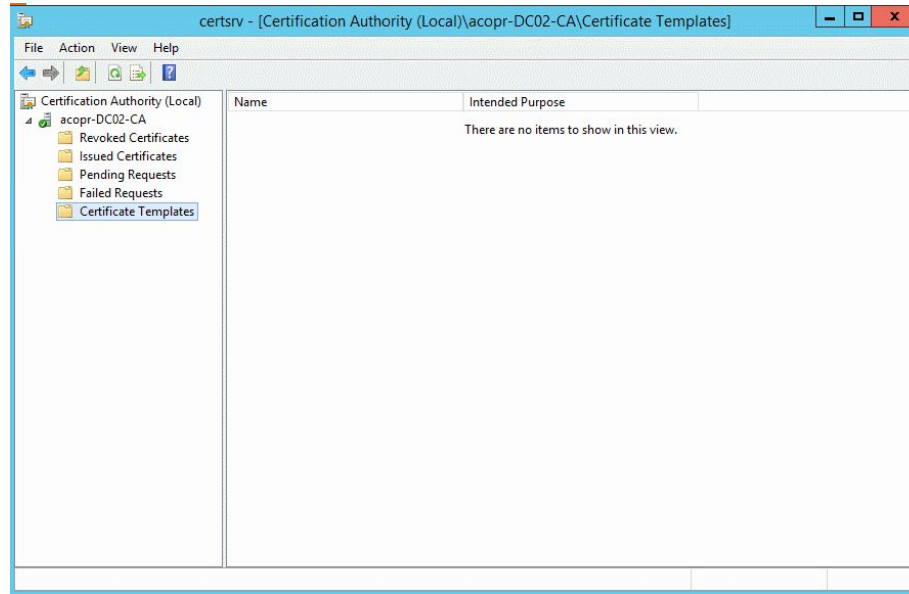 certsrv - [Certification Authority (Local)\acopr-DC02-CA\Certificate Templates]
File Action View Help
Certification Authority (Local)
acopr-DC02-CA
Revoked Certificates
Issued Certificates
Pending Requests
Failed Requests
Certificate Templates
Name Intended Purpose
There are no items to show in this view.